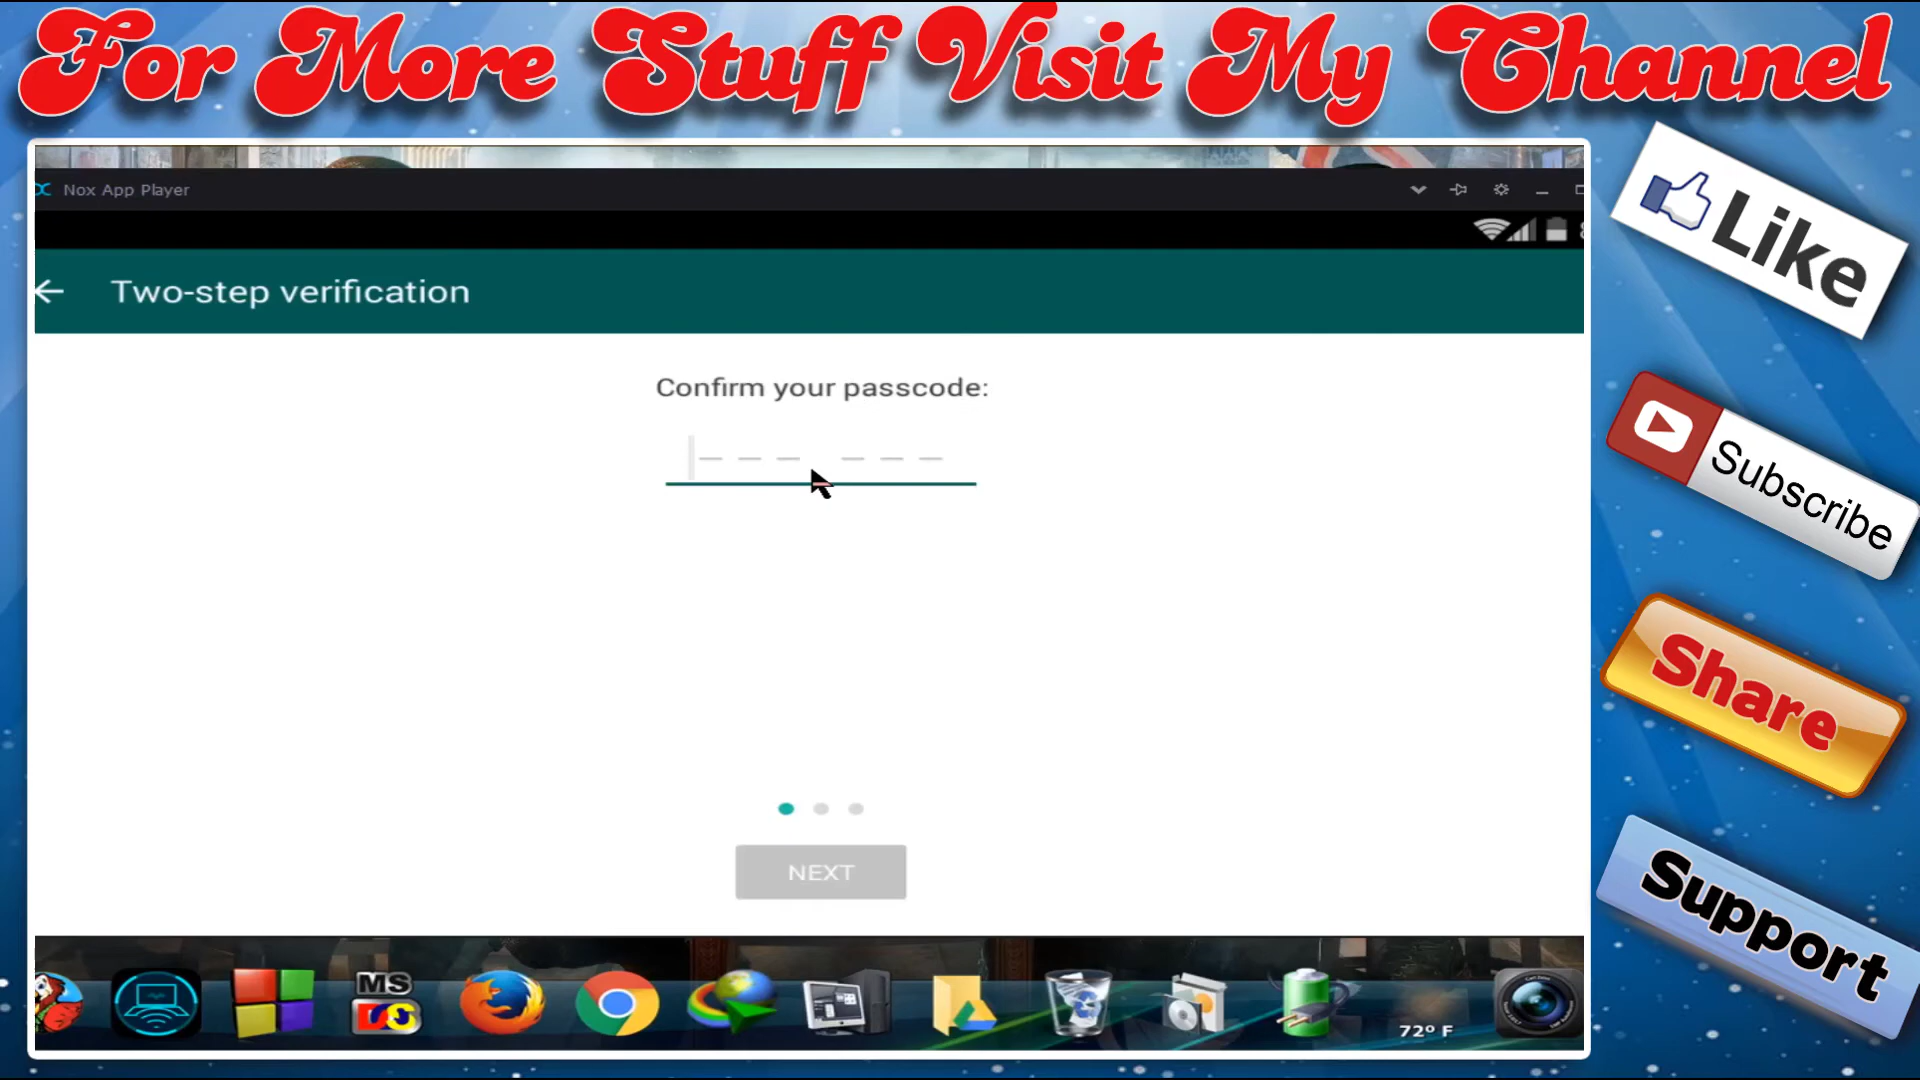 For More Stuff Visit My Channel
Nox App Player
Like
Two-step verification
Confirm your passcode:
Subscribe
Share
NEXT
Support
MS
72° F